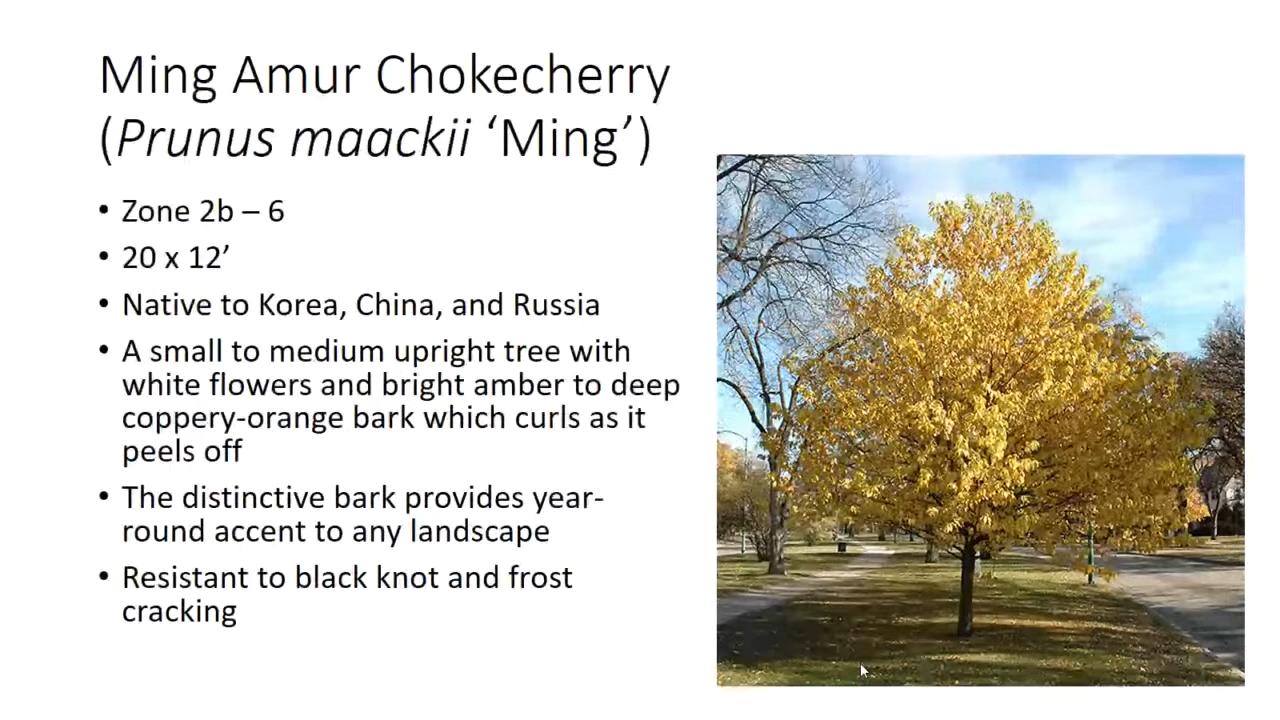 Ming Amur Chokecherry
(Prunus maackii ‘Ming’)
• Zone 2b – 6
• 20 x 12’
• Native to Korea, China, and Russia
• A small to medium upright tree with
white flowers and bright amber to deep
coppery-orange bark which curls as it
peels off
• The distinctive bark provides year-
round accent to any landscape
• Resistant to black knot and frost
cracking